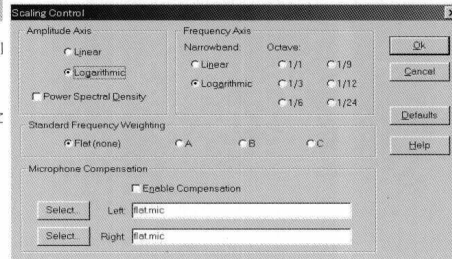 Scaling Control
Amplitude Axis
Linear
Logarithmic
Power Spectral Density
Frequency Axis
Narrowband: Octave:
Linear 1/1 1/9
Logarithmic 1/3 1/12
1/6 1/24
Ok
Cancel
Defaults
Help
Standard Frequency Weighting
Flat (none) A B C
Microphone Compensation
Enable Compensation
Select... Left flat.mic
Select... Right flat.mic